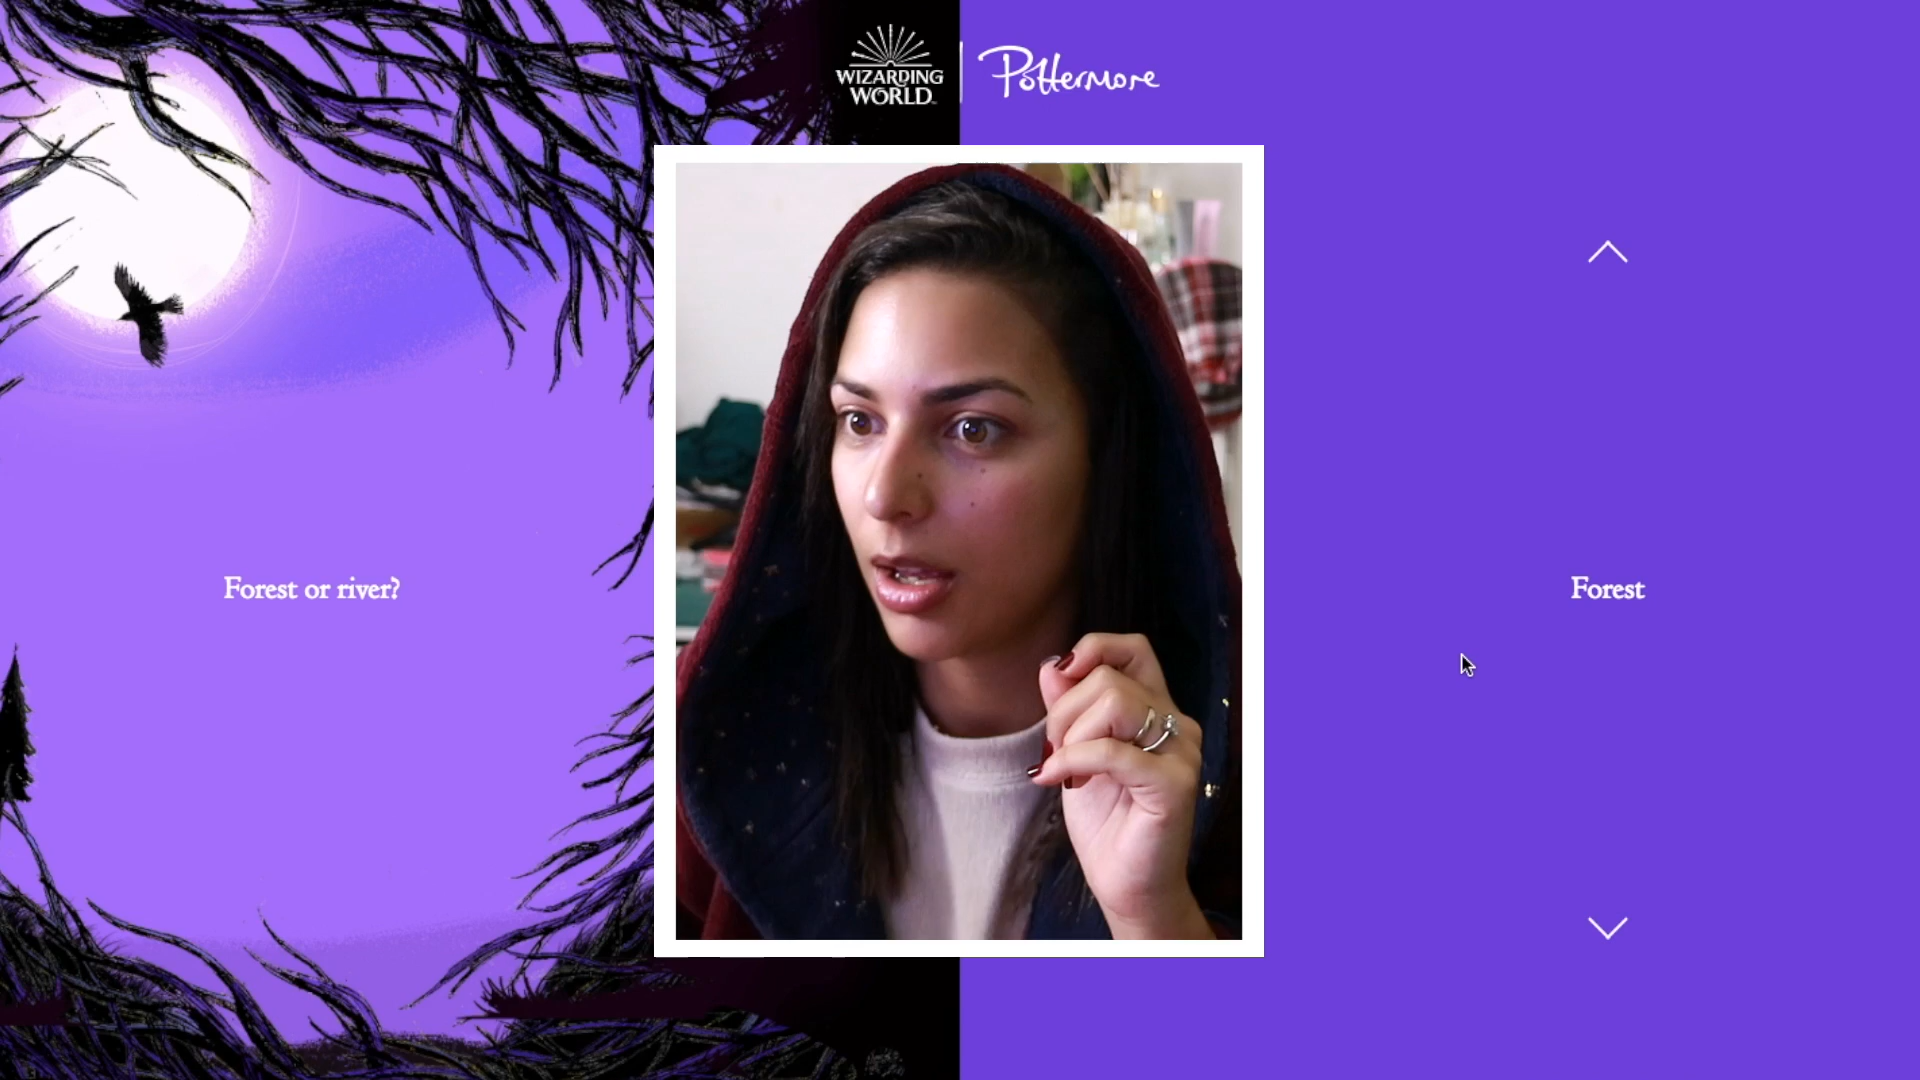 WIZARDING
WORLD
Pottermore
Forest or river?
Forest